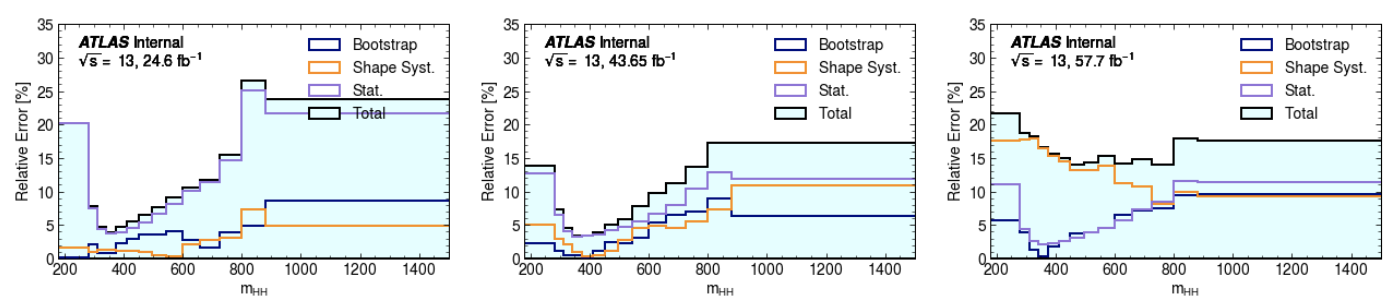 35
30
25
20
15
10
5
0
Relative Error [%]
ATLAS Internal
√s = 13, 24.6 fb⁻¹
Bootstrap
Shape Syst.
Stat.
Total
200 400 600 800 1000 1200 1400
m_HH
35
30
25
20
15
10
5
0
Relative Error [%]
ATLAS Internal
√s = 13, 43.65 fb⁻¹
Bootstrap
Shape Syst.
Stat.
Total
200 400 600 800 1000 1200 1400
m_HH
35
30
25
20
15
10
5
0
Relative Error [%]
ATLAS Internal
√s = 13, 57.7 fb⁻¹
Bootstrap
Shape Syst.
Stat.
Total
200 400 600 800 1000 1200 1400
m_HH